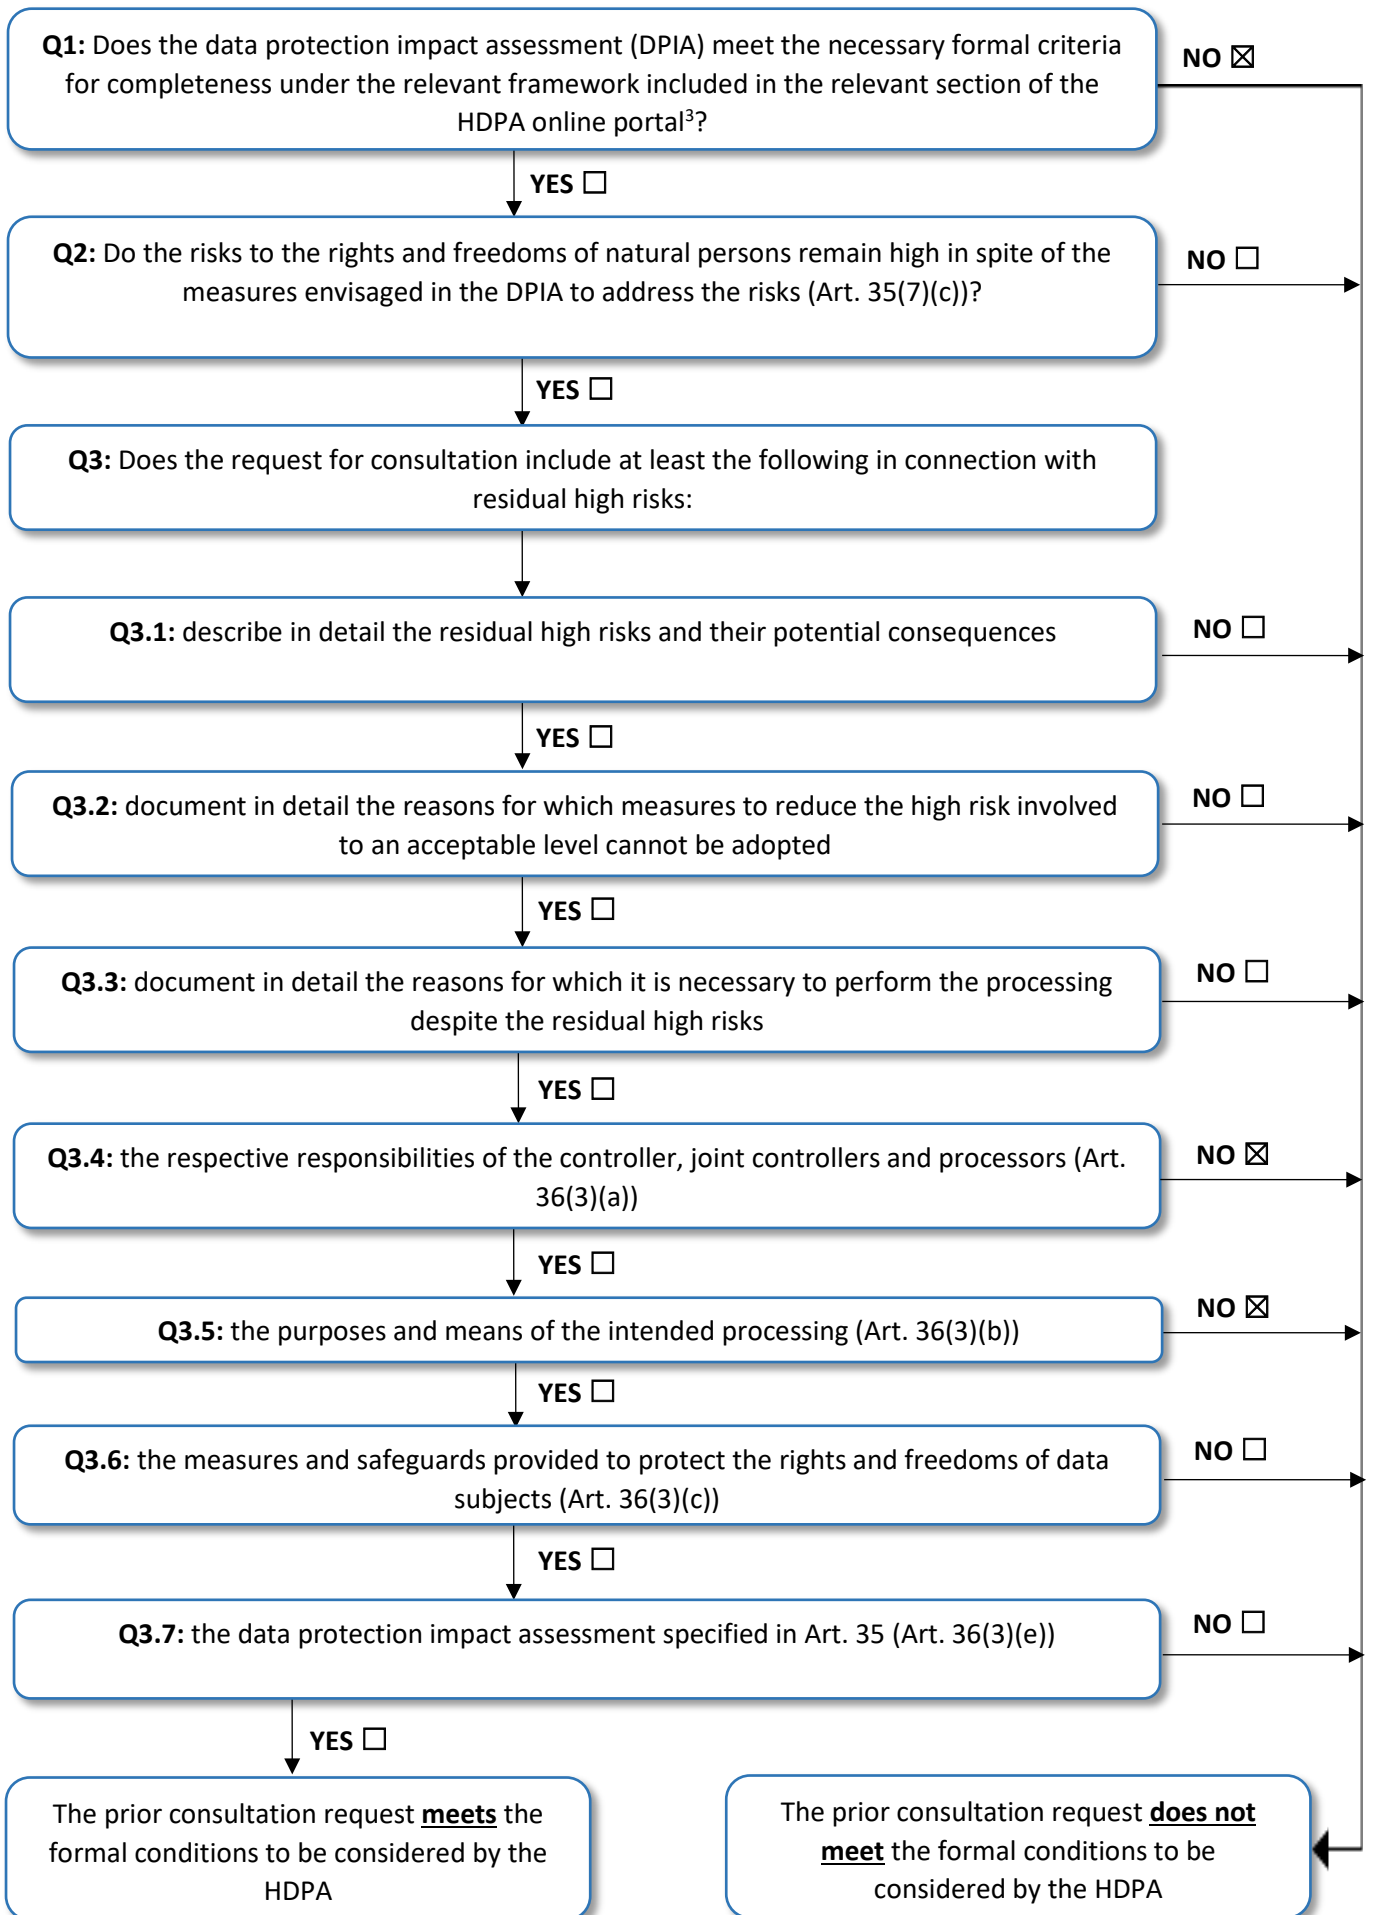 Q1: Does the data protection impact assessment (DPIA) meet the necessary formal criteria
for completeness under the relevant framework included in the relevant section of the
HDPA online portal³?
NO ☒
YES ☐
Q2: Do the risks to the rights and freedoms of natural persons remain high in spite of the
measures envisaged in the DPIA to address the risks (Art. 35(7)(c))?
NO ☐
YES ☐
Q3: Does the request for consultation include at least the following in connection with
residual high risks:
Q3.1: describe in detail the residual high risks and their potential consequences
NO ☐
YES ☐
Q3.2: document in detail the reasons for which measures to reduce the high risk involved
to an acceptable level cannot be adopted
NO ☐
YES ☐
Q3.3: document in detail the reasons for which it is necessary to perform the processing
despite the residual high risks
NO ☐
YES ☐
Q3.4: the respective responsibilities of the controller, joint controllers and processors (Art.
36(3)(a))
NO ☒
YES ☐
Q3.5: the purposes and means of the intended processing (Art. 36(3)(b))
NO ☒
YES ☐
Q3.6: the measures and safeguards provided to protect the rights and freedoms of data
subjects (Art. 36(3)(c))
NO ☐
YES ☐
Q3.7: the data protection impact assessment specified in Art. 35 (Art. 36(3)(e))
NO ☐
YES ☐
The prior consultation request meets the
formal conditions to be considered by the
HDPA
The prior consultation request does not
meet the formal conditions to be
considered by the HDPA